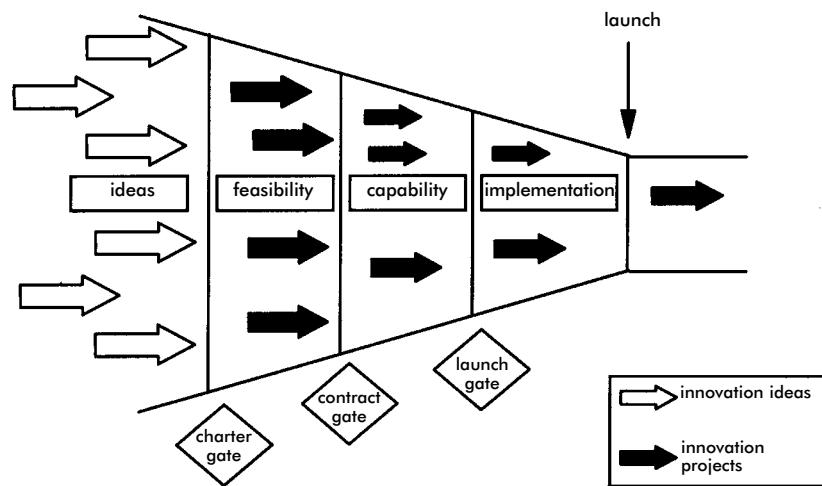 launch
ideas
feasibility
capability
implementation
launch
gate
contract
gate
charter
gate
innovation ideas
innovation
projects